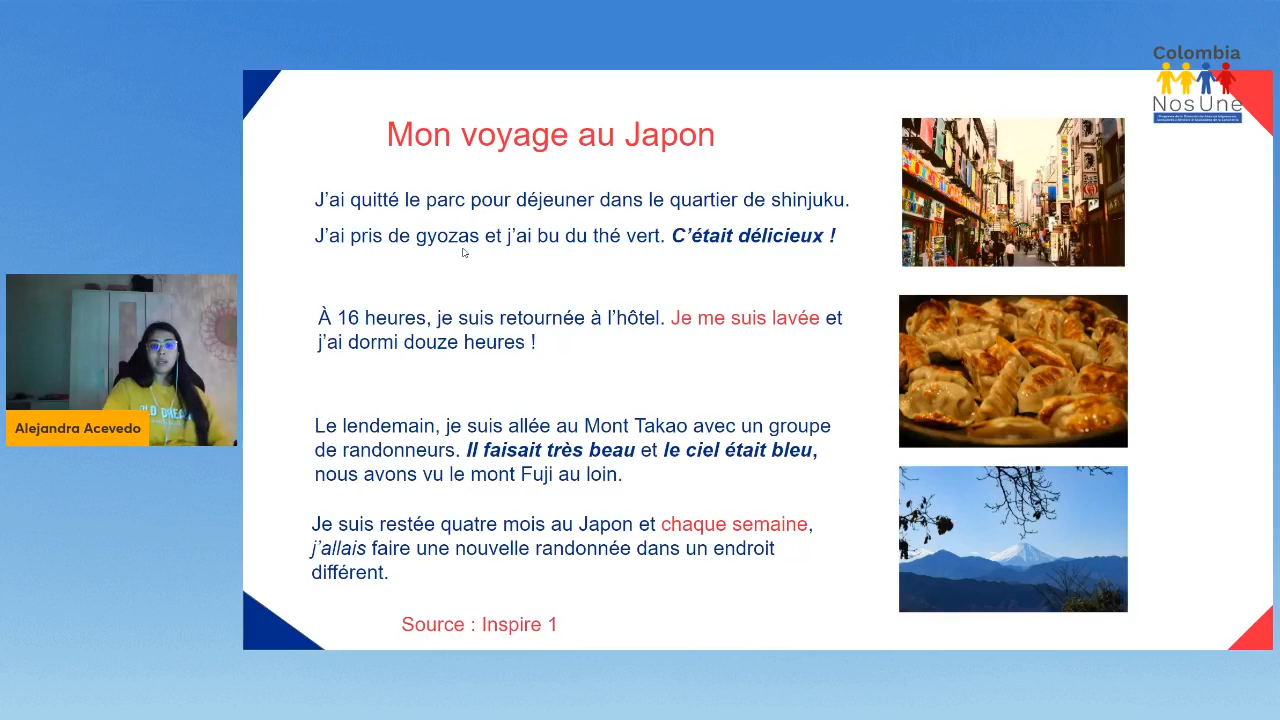 Colombia
NosUne
Mon voyage au Japon
J'ai quitté le parc pour déjeuner dans le quartier de shinjuku.
J'ai pris de gyozas et j'ai bu du thé vert. C'était délicieux !
À 16 heures, je suis retournée à l'hôtel. Je me suis lavée et
j'ai dormi douze heures !
Le lendemain, je suis allée au Mont Takao avec un groupe
de randonneurs. Il faisait très beau et le ciel était bleu,
nous avons vu le mont Fuji au loin.
Je suis restée quatre mois au Japon et chaque semaine,
j'allais faire une nouvelle randonnée dans un endroit
différent.
Source : Inspire 1
Alejandra Acevedo